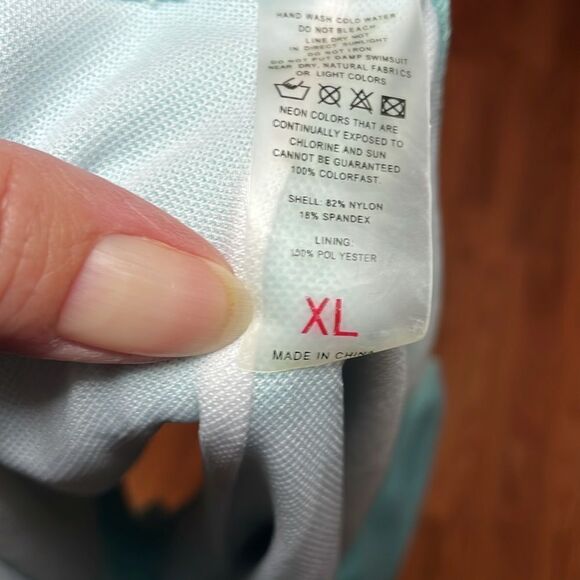 HAND WASH COLD WATER
DO NOT BLEACH
LINE DRY NOT
IN DIRECT SUNLIGHT
DO NOT IRON
DO NOT PUT DAMP SWIMSUIT
NEAR DRY, NATURAL FABRICS
OR LIGHT COLORS
NEON COLORS THAT ARE
CONTINUALLY EXPOSED TO
CHLORINE AND SUN
CANNOT BE GUARANTEED
100% COLORFAST.
SHELL: 82% NYLON
18% SPANDEX
LINING:
100% POLYESTER
XL
MADE IN CHINA